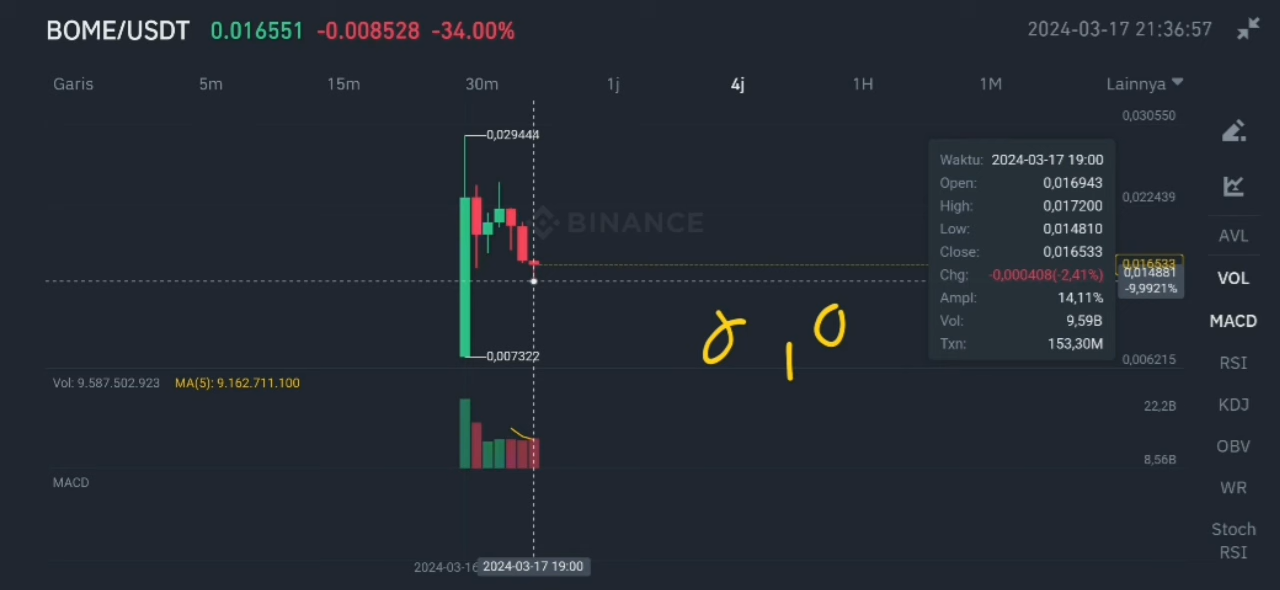 BOME/USDT 0.016551 -0.008528 -34.00% 2024-03-17 21:36:57
Garis 5m 15m 30m 1j 4j 1H 1M Lainnya
0,030550
0,029444
Waktu: 2024-03-17 19:00
Open: 0,016943
High: 0,017200
Low: 0,014810
Close: 0,016533
Chg: -0,000408(-2,41%)
Ampl: 14,11%
Vol: 9,59B
Txn: 153,30M
0,022439
BINANCE
0,016533
0,014881
-9,9921%
0,0
0,007322
0,006215
Vol: 9.587.502.923 MA(5): 9.162.711.100
22,2B
8,56B
MACD
2024-03-16 2024-03-17 19:00
AVL
VOL
MACD
RSI
KDJ
OBV
WR
Stoch
RSI